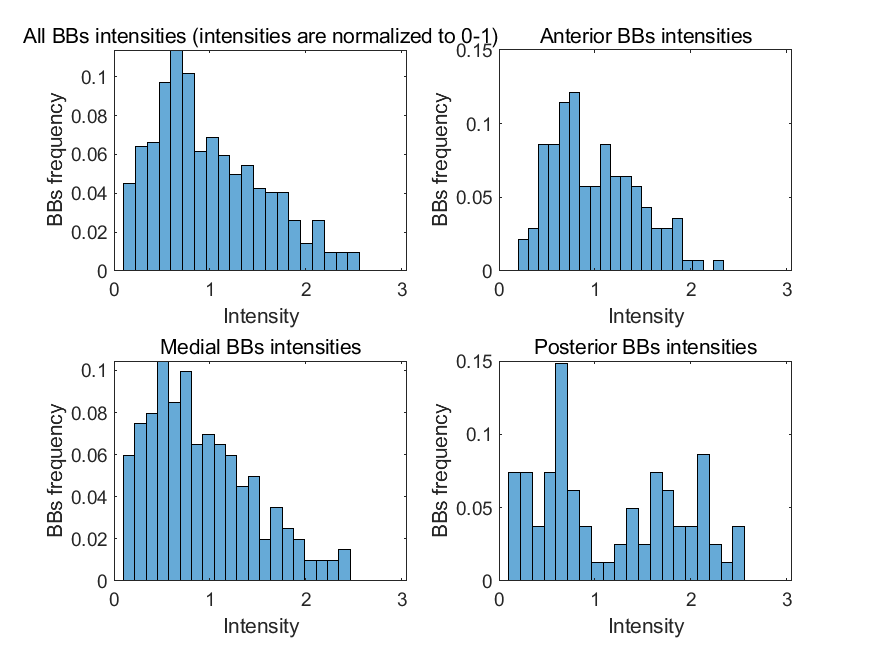 All BBs intensities (intensities are normalized to 0-1)
BBs frequency
0.1
0.08
0.06
0.04
0.02
0
0 1 2 3
Intensity
Anterior BBs intensities
BBs frequency
0.15
0.1
0.05
0
0 1 2 3
Intensity
Medial BBs intensities
BBs frequency
0.1
0.08
0.06
0.04
0.02
0
0 1 2 3
Intensity
Posterior BBs intensities
BBs frequency
0.15
0.1
0.05
0
0 1 2 3
Intensity